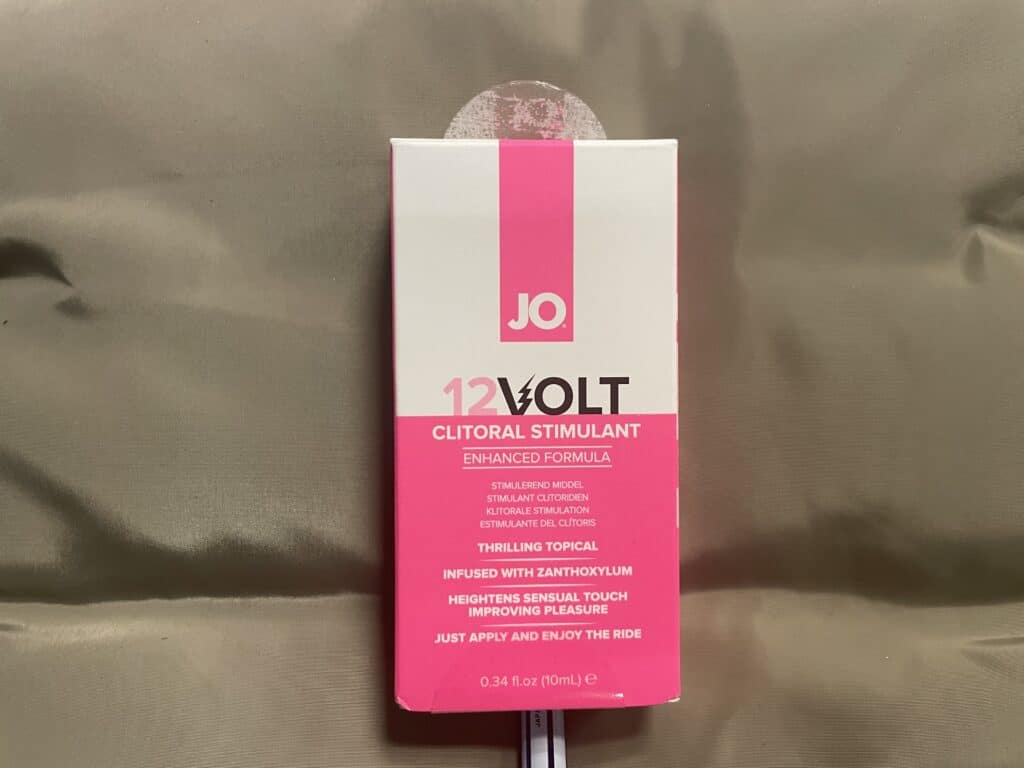 JO
12VOLT
CLITORAL STIMULANT
ENHANCED FORMULA
STIMULEREND MIDDEL
STIMULANT CLITORIDIEN
KLITORALE STIMULATION
ESTIMULANTE DEL CLÍTORIS
THRILLING TOPICAL
INFUSED WITH ZANTHOXYLUM
HEIGHTENS SENSUAL TOUCH
IMPROVING PLEASURE
JUST APPLY AND ENJOY THE RIDE
0.34 fl.oz (10mL) ℮